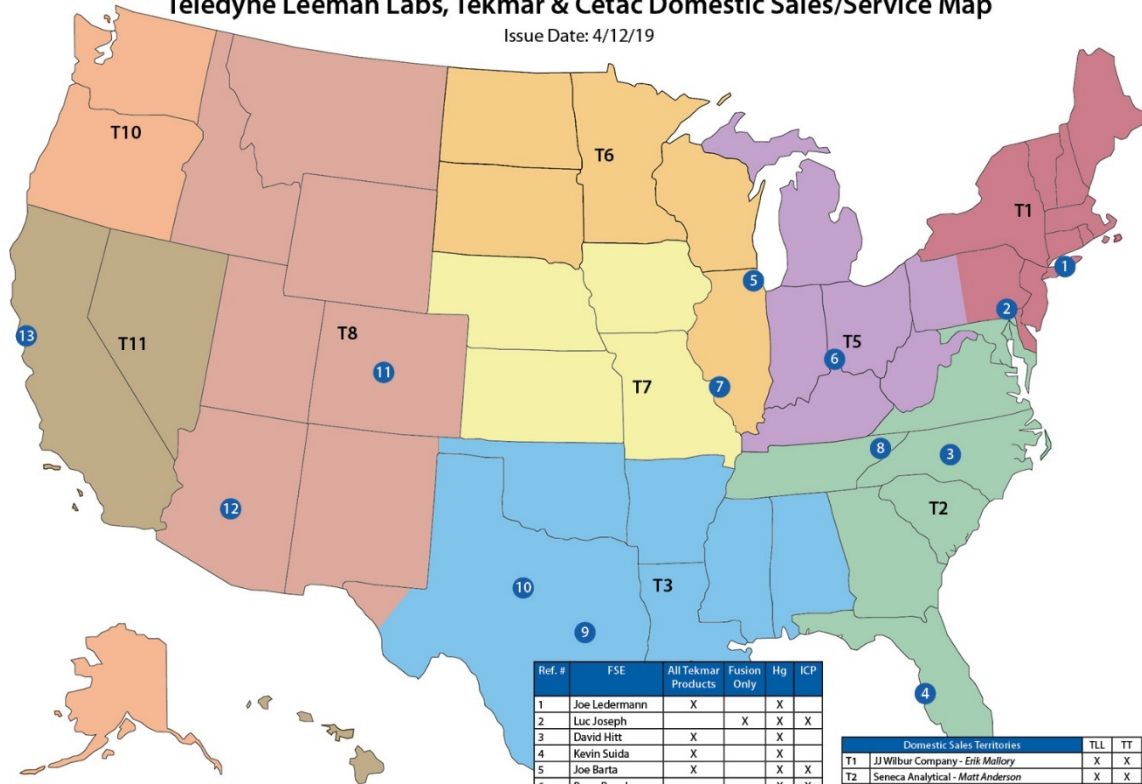 Teledyne Leeman Labs, Tekmar & Cetac Domestic Sales/Service Map
Issue Date: 4/12/19
T10
T6
T1
1
5
2
13
T11
T8
T5
6
11
7
T7
8
3
12
T2
10
T3
9
4
Ref. # FSE All Tekmar Products Fusion Only Hg ICP
1 Joe Ledermann X X
2 Luc Joseph X X X
3 David Hitt X X
4 Kevin Suida X X
5 Joe Barta X X X
Domestic Sales Territories TLL TT
T1 JJ Wilbur Company - Erik Mallory X X
T2 Seneca Analytical - Matt Anderson X X